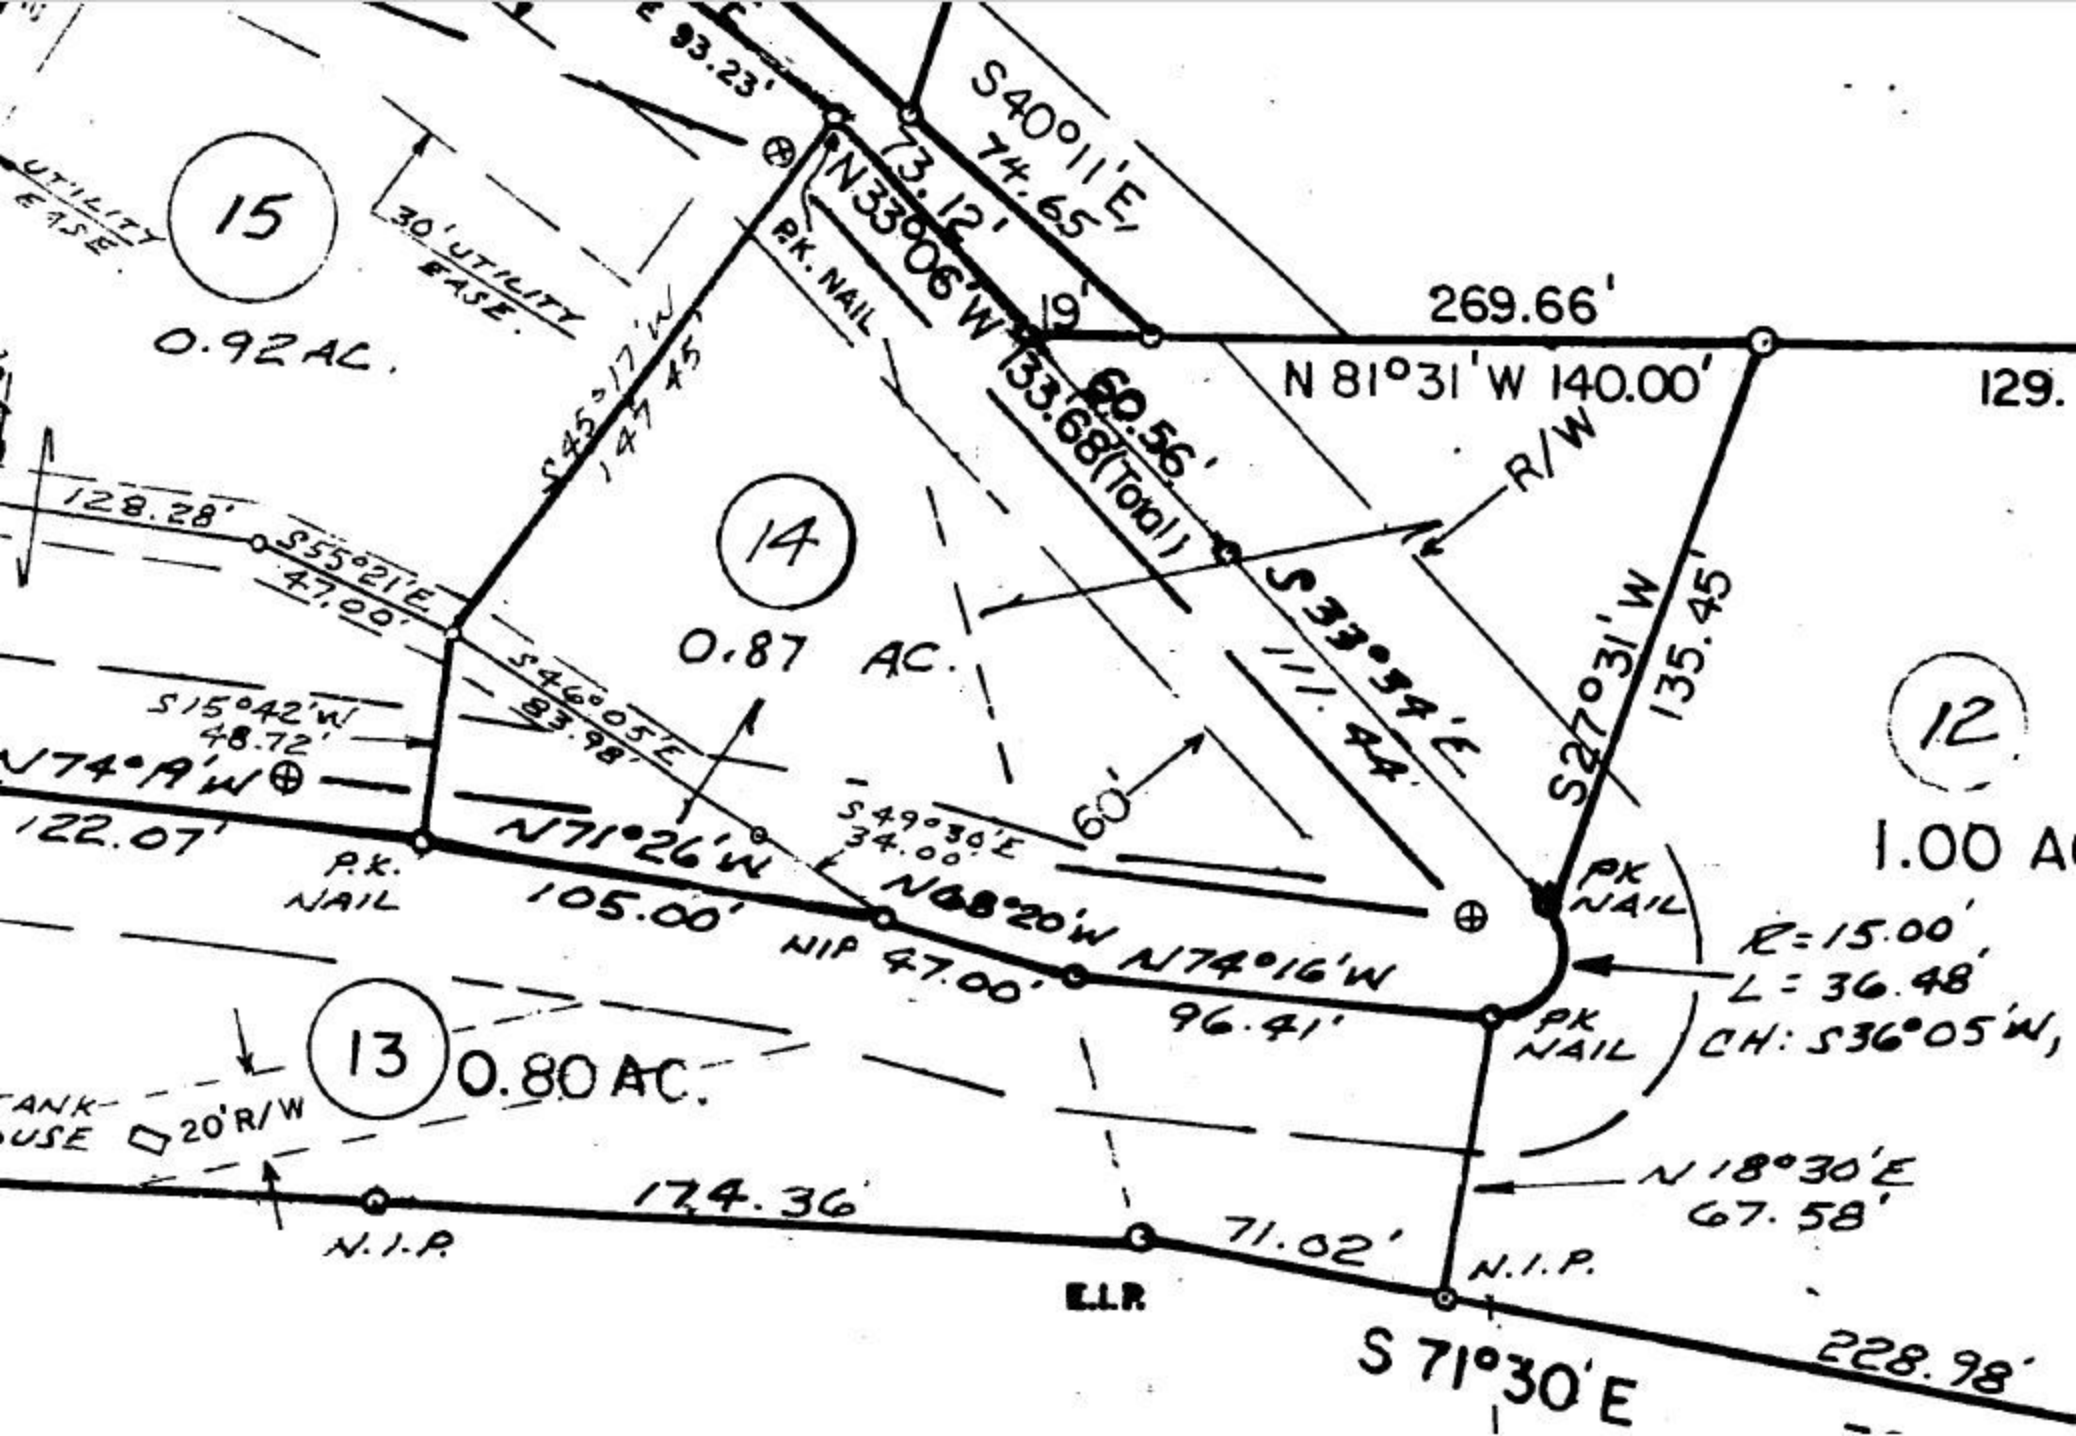 E 93.23'
S40°11'E,
74.65
73.12'
N33°06'W
P.K. NAIL
15
0.92 AC.
UTILITY
EASE.
30' UTILITY
EASE.
19'
269.66'
N 81°31'W 140.00'
129.
133.68(Total)
60.56'
R/W
S45°17'W
147.45'
128.28'
S55°21'E
47.00'
14
0.87 AC.
S33°34'E
111.44'
S27°31'W
135.45'
12
1.00 AC
S15°42'W
48.72'
S46°05'E
83.98'
N74°19'W
122.07'
P.K.
NAIL
N71°26'W
105.00'
S49°30'E
34.00'
60'
NIP
N68°20'W
47.00'
N74°16'W
96.41'
PK
NAIL
R=15.00',
L=36.48'
CH: S36°05'W,
PK
NAIL
13
0.80 AC.
20'R/W
N.I.P.
174.36'
E.I.P.
71.02'
N 18°30'E
67.58'
N.I.P.
S 71°30'E
228.98'